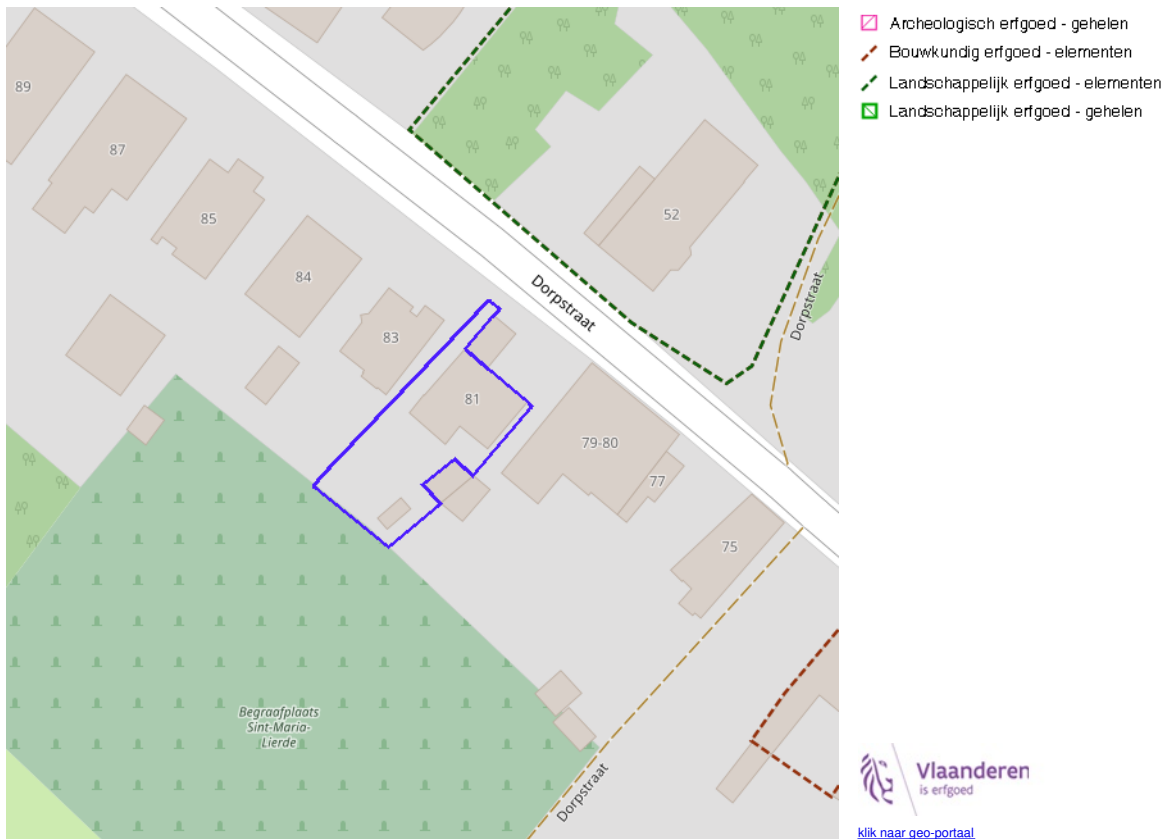 Archeologisch erfgoed - gehelen
Bouwkundig erfgoed - elementen
Landschappelijk erfgoed - elementen
Landschappelijk erfgoed - gehelen
89
87
85
84
83
81
79-80
77
75
52
Dorpstraat
Dorpstraat
Begraafplaats
Sint-Maria-
Lierde
Dorpstraat
Vlaanderen
is erfgoed
klik naar geo-portaal